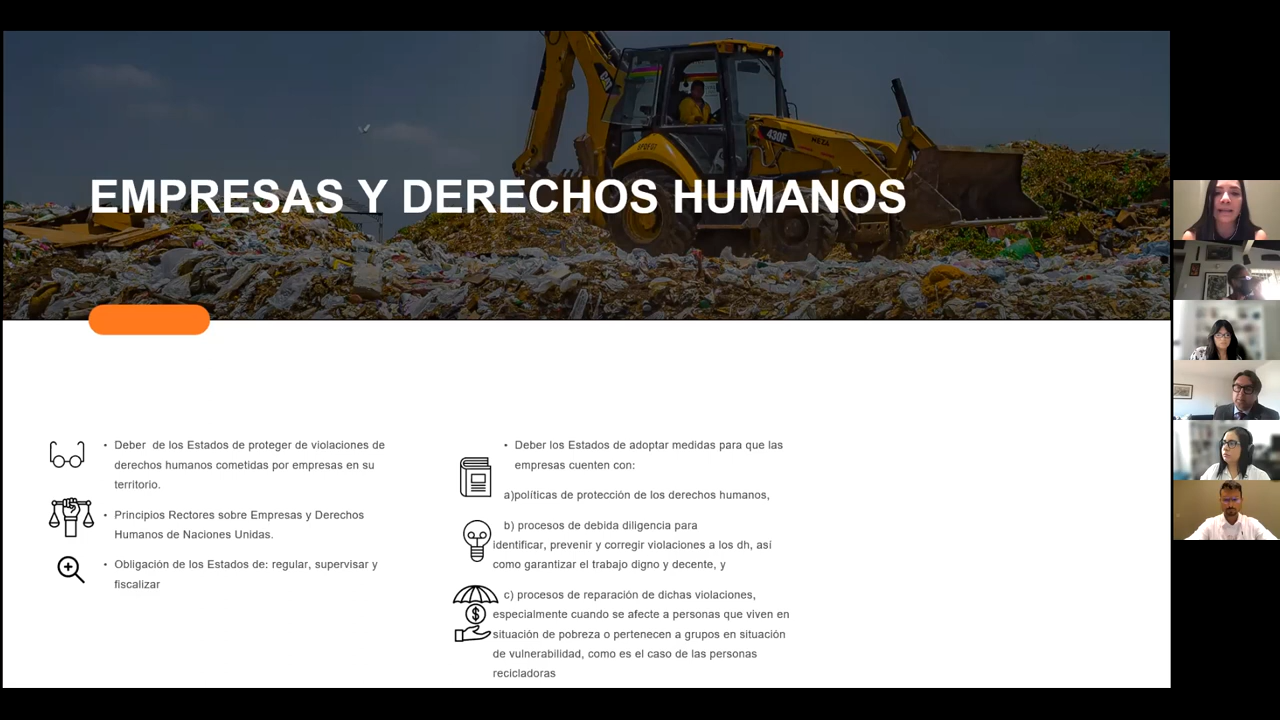 EMPRESAS Y DERECHOS HUMANOS
CAT
430F
MEZA
• Deber de los Estados de proteger de violaciones de
derechos humanos cometidas por empresas en su
territorio.
• Principios Rectores sobre Empresas y Derechos
Humanos de Naciones Unidas.
• Obligación de los Estados de: regular, supervisar y
fiscalizar
• Deber los Estados de adoptar medidas para que las
empresas cuenten con:
a)políticas de protección de los derechos humanos,
b) procesos de debida diligencia para
identificar, prevenir y corregir violaciones a los dh, así
como garantizar el trabajo digno y decente, y
c) procesos de reparación de dichas violaciones,
especialmente cuando se afecte a personas que viven en
situación de pobreza o pertenecen a grupos en situación
de vulnerabilidad, como es el caso de las personas
recicladoras
$